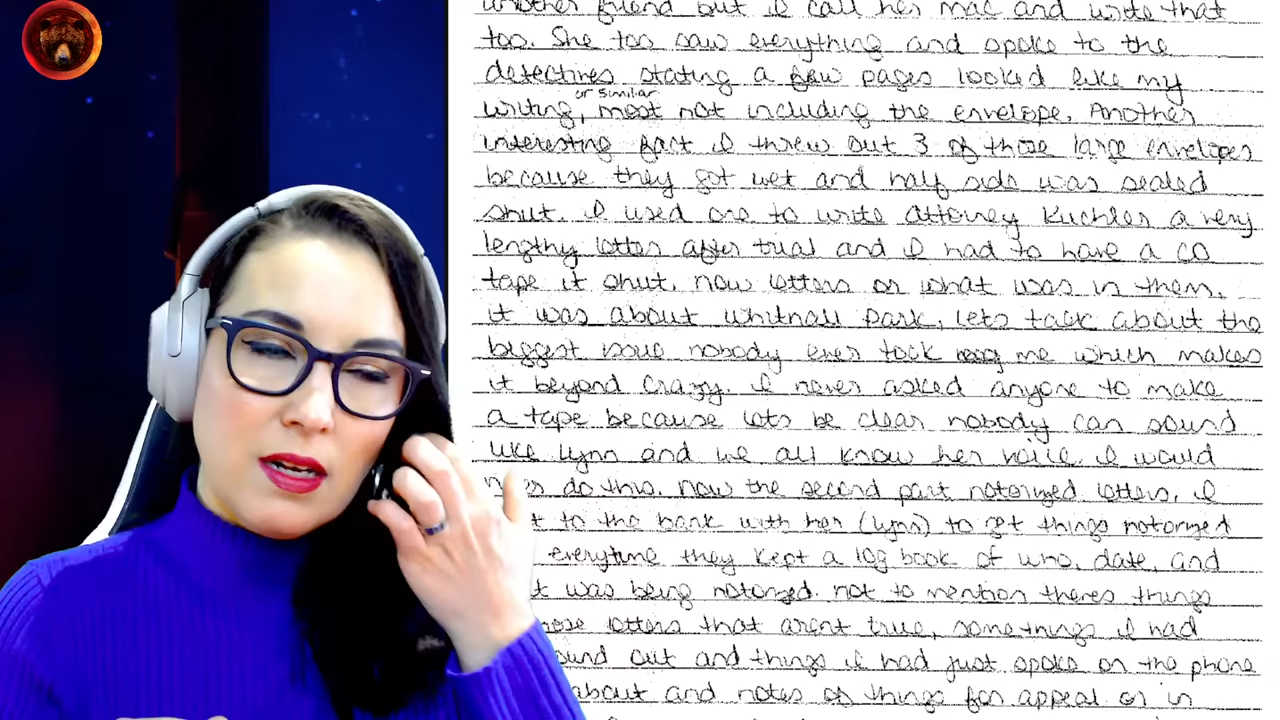 another friend but I call her mac and write that
too. She too saw everything and spoke to the
detectives stating a few pages looked like my
or similar
writing, most not including the envelope. Another
interesting fact I threw out 3 of those large envelopes
because they got wet and half side was sealed
shut. I used one to write attorney Kuchler a very
lengthy letter after trial and I had to have a CO
tape it shut. now letters or what was in them,
it was about whitnall park, lets talk about the
biggest issue nobody ever took me which makes
it beyond crazy. I never asked anyone to make
a tape because lets be clear nobody can sound
like Lynn and we all know her voice. I would
do this. now the second part notorized letters, I
to the bank with her (Lynn) to get things notorized
everytime they kept a log book of who, date, and
was being notorized. not to mention theres things
letters that arent true, some things I had
out and things I had just spoke on the phone
about and notes of things for appeal or in